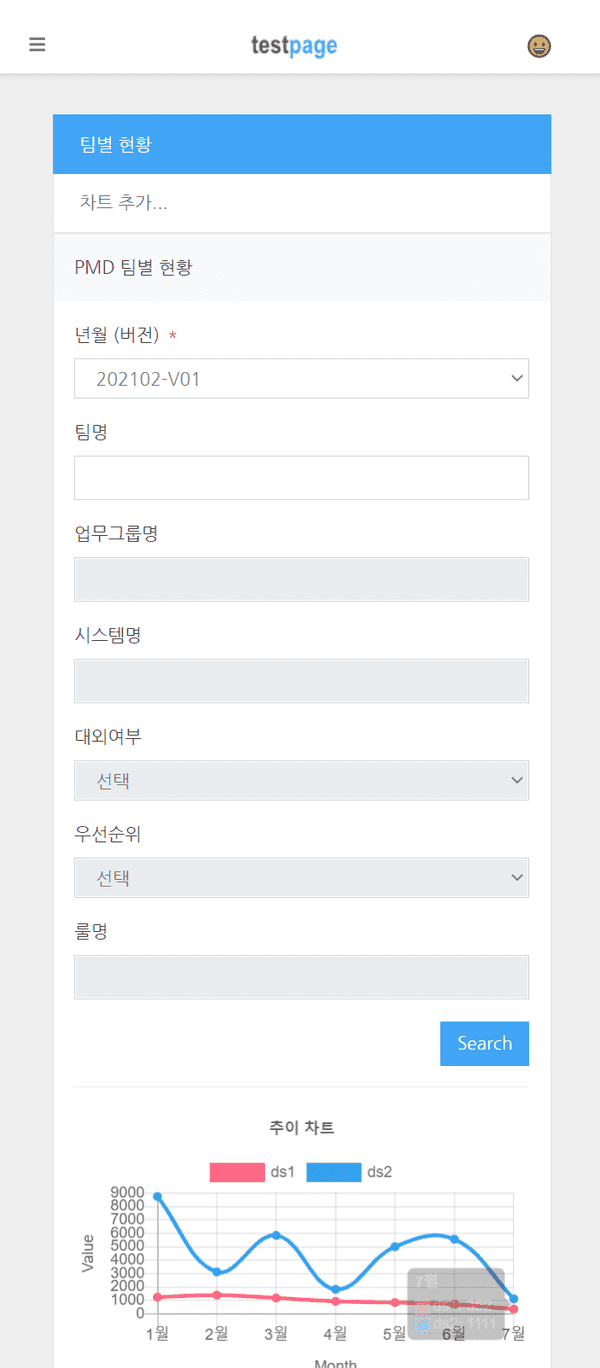 testpage
팀별 현황
차트 추가...
PMD 팀별 현황
년월 (버전) *
202102-V01
팀명
업무그룹명
시스템명
대외여부
선택
우선순위
선택
룰명
Search
추이 차트
ds1 ds2
9000
8000
7000
6000
5000
4000
3000
2000
1000
0
Value
7월
ds2: 1111
1월 2월 3월 4월 5월 6월 7월
Month